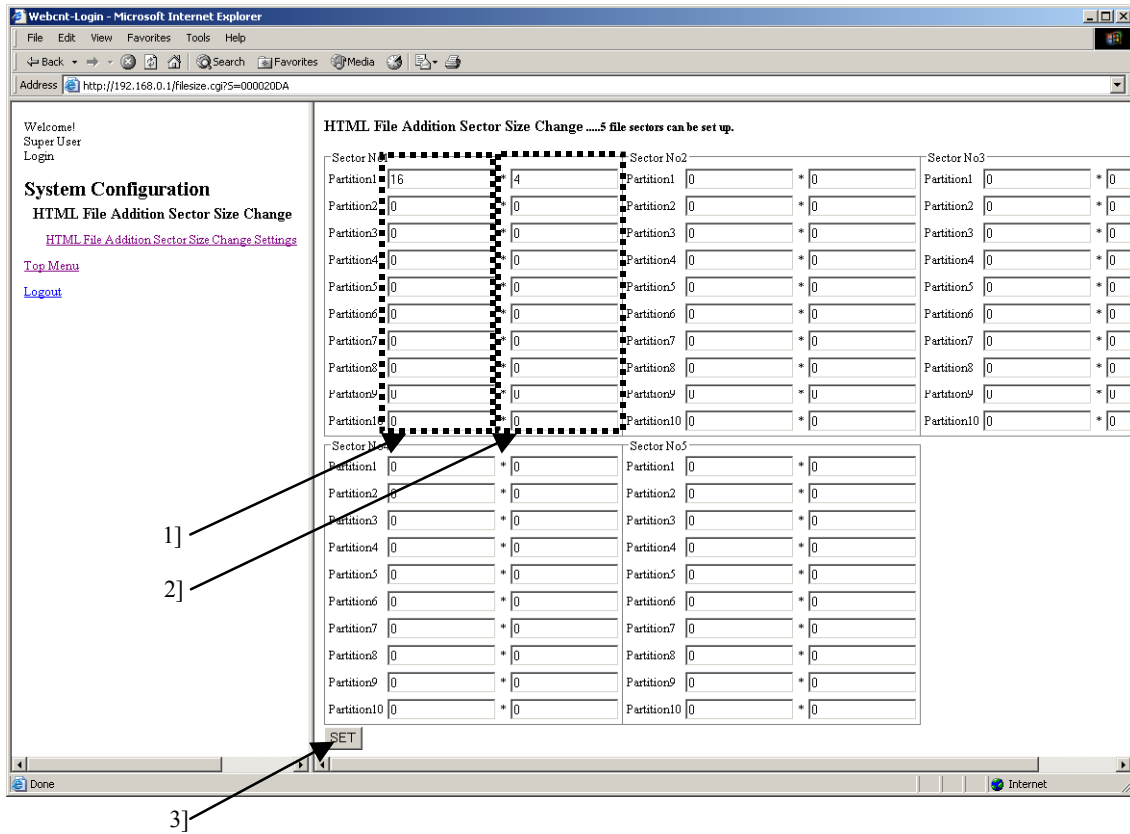 Webcnt-Login - Microsoft Internet Explorer
File Edit View Favorites Tools Help
Back Search Favorites Media
Address http://192.168.0.1/filesize.cgi?S=000020DA
Welcome!
Super User
Login
System Configuration
HTML File Addition Sector Size Change
HTML File Addition Sector Size Change Settings
Top Menu
Logout
HTML File Addition Sector Size Change .....5 file sectors can be set up.
Sector No1 Sector No2 Sector No3
Partition1 16 * 4 Partition1 0 * 0 Partition1 0 * 0
Partition2 0 * 0 Partition2 0 * 0 Partition2 0 * 0
Partition3 0 * 0 Partition3 0 * 0 Partition3 0 * 0
Partition4 0 * 0 Partition4 0 * 0 Partition4 0 * 0
Partition5 0 * 0 Partition5 0 * 0 Partition5 0 * 0
Partition6 0 * 0 Partition6 0 * 0 Partition6 0 * 0
Partition7 0 * 0 Partition7 0 * 0 Partition7 0 * 0
Partition8 0 * 0 Partition8 0 * 0 Partition8 0 * 0
Partition9 0 * 0 Partition9 0 * 0 Partition9 0 * 0
Partition10 0 * 0 Partition10 0 * 0 Partition10 0 * 0
Sector No4 Sector No5
Partition1 0 * 0 Partition1 0 * 0
Partition2 0 * 0 Partition2 0 * 0
Partition3 0 * 0 Partition3 0 * 0
Partition4 0 * 0 Partition4 0 * 0
Partition5 0 * 0 Partition5 0 * 0
Partition6 0 * 0 Partition6 0 * 0
Partition7 0 * 0 Partition7 0 * 0
Partition8 0 * 0 Partition8 0 * 0
Partition9 0 * 0 Partition9 0 * 0
Partition10 0 * 0 Partition10 0 * 0
SET
1]
2]
Done Internet
3]